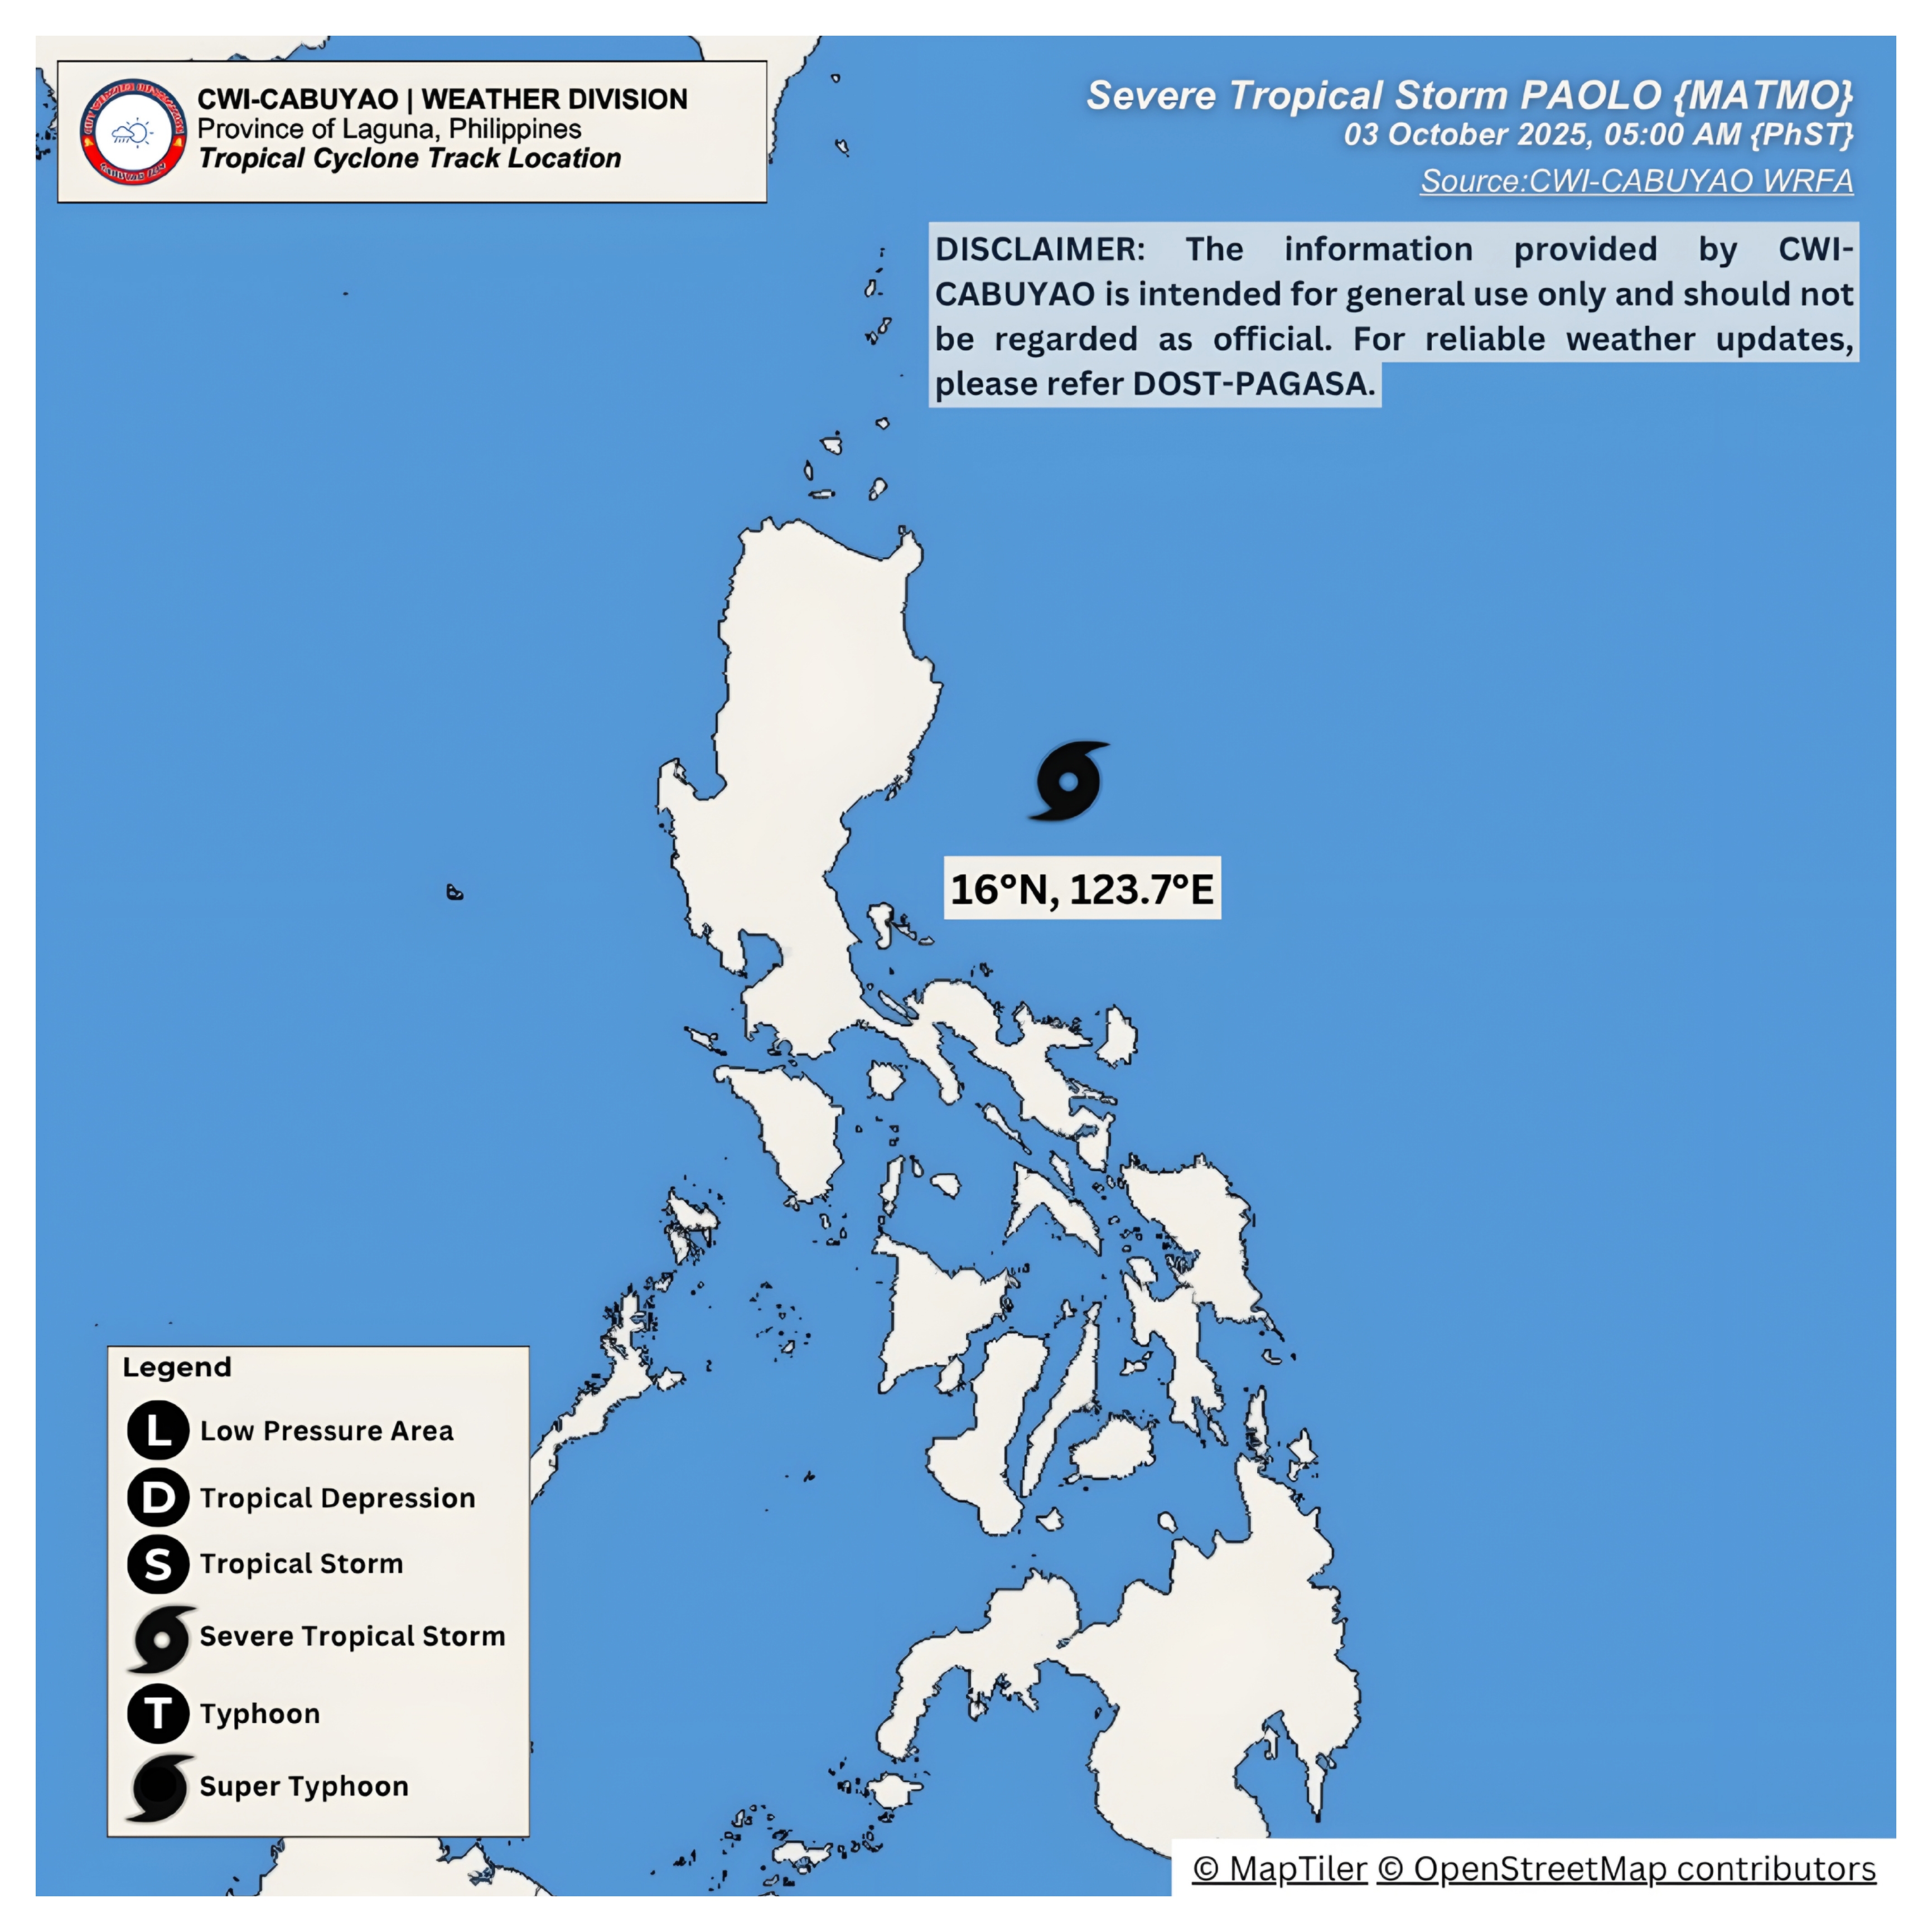 CWI-CABUYAO | WEATHER DIVISION
Province of Laguna, Philippines
Tropical Cyclone Track Location
Severe Tropical Storm PAOLO {MATMO}
03 October 2025, 05:00 AM {PhST}
Source:CWI-CABUYAO WRFA
DISCLAIMER: The information provided by CWI-
CABUYAO is intended for general use only and should not
be regarded as official. For reliable weather updates,
please refer DOST-PAGASA.
16°N, 123.7°E
Legend
L Low Pressure Area
D Tropical Depression
S Tropical Storm
Severe Tropical Storm
T Typhoon
Super Typhoon
© MapTiler © OpenStreetMap contributors